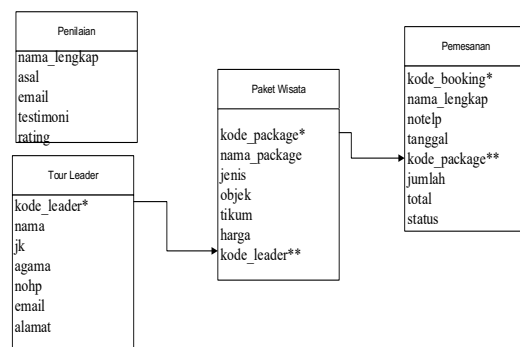 Penilaian
nama_lengkap
asal
email
testimoni
rating
Tour Leader
kode_leader*
nama
jk
agama
nohp
email
alamat
Paket Wisata
kode_package*
nama_package
jenis
objek
tikum
harga
kode_leader**
Pemesanan
kode_booking*
nama_lengkap
notelp
tanggal
kode_package**
jumlah
total
status